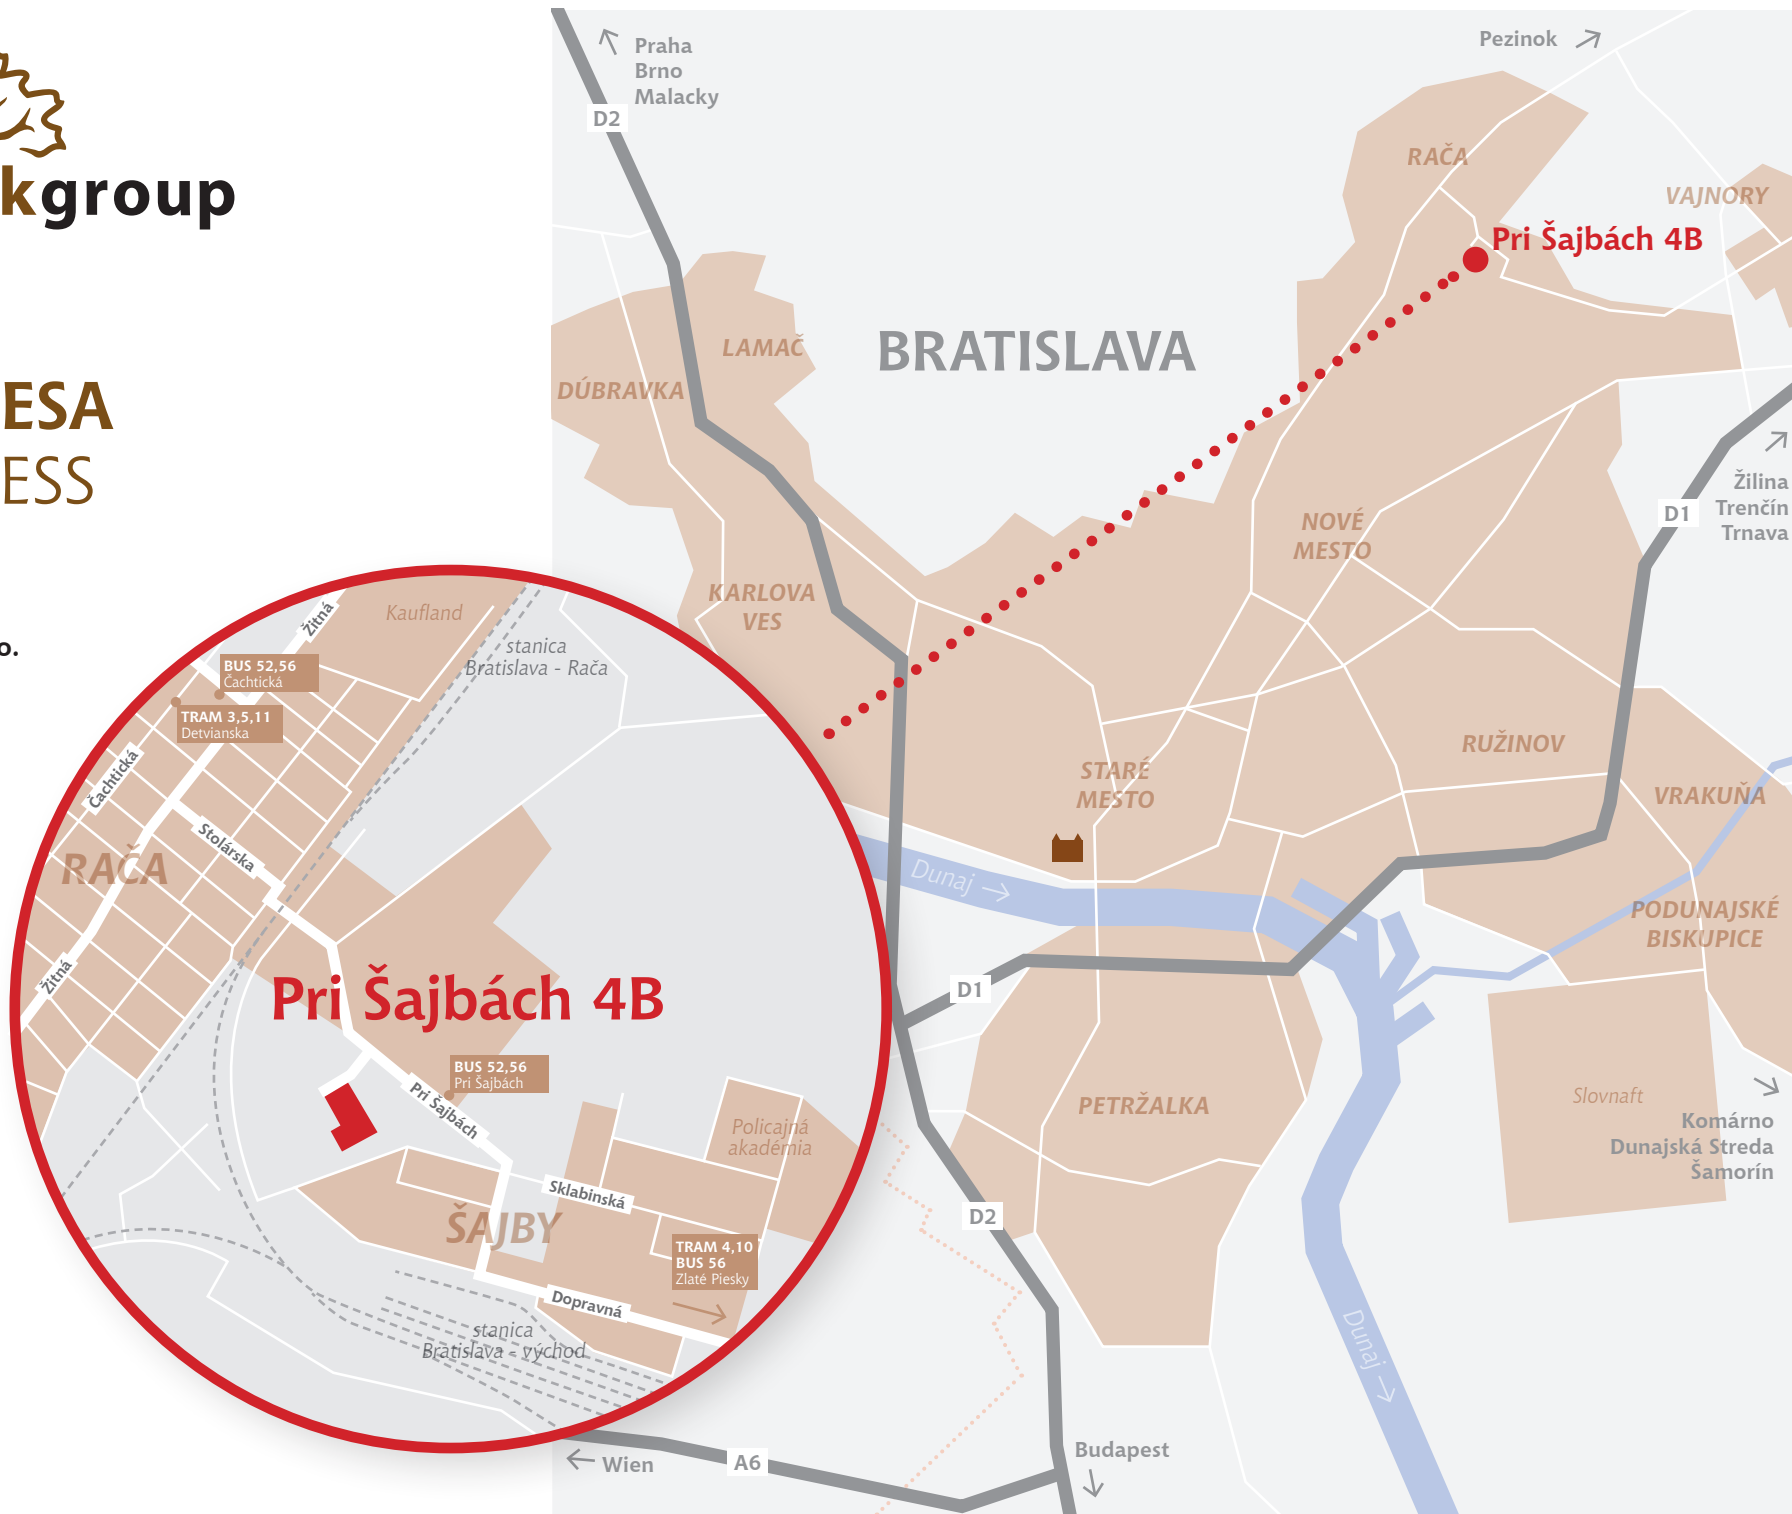 kgroup
ESA
ESS
o.
Praha
Brno
Malacky
D2
Pezinok
RAČA
VAJNORY
Pri Šajbách 4B
BRATISLAVA
LAMAČ
DÚBRAVKA
Žilina
Trenčín
Trnava
D1
NOVÉ
MESTO
KARLOVA
VES
RUŽINOV
STARÉ
MESTO
VRAKUŇA
Dunaj
PODUNAJSKÉ
BISKUPICE
D1
PETRŽALKA
Slovnaft
Komárno
Dunajská Streda
Šamorín
D2
Dunaj
Budapest
Wien
A6
Žitná
Kaufland
stanica
Bratislava - Rača
BUS 52,56
Čachtická
TRAM 3,5,11
Detvianska
Čachtická
Stolárska
RAČA
Žitná
Pri Šajbách 4B
BUS 52,56
Pri Šajbách
Pri Šajbách
Policajná
akadémia
Sklabinská
ŠAJBY
TRAM 4,10
BUS 56
Zlaté Piesky
Dopravná
stanica
Bratislava - východ